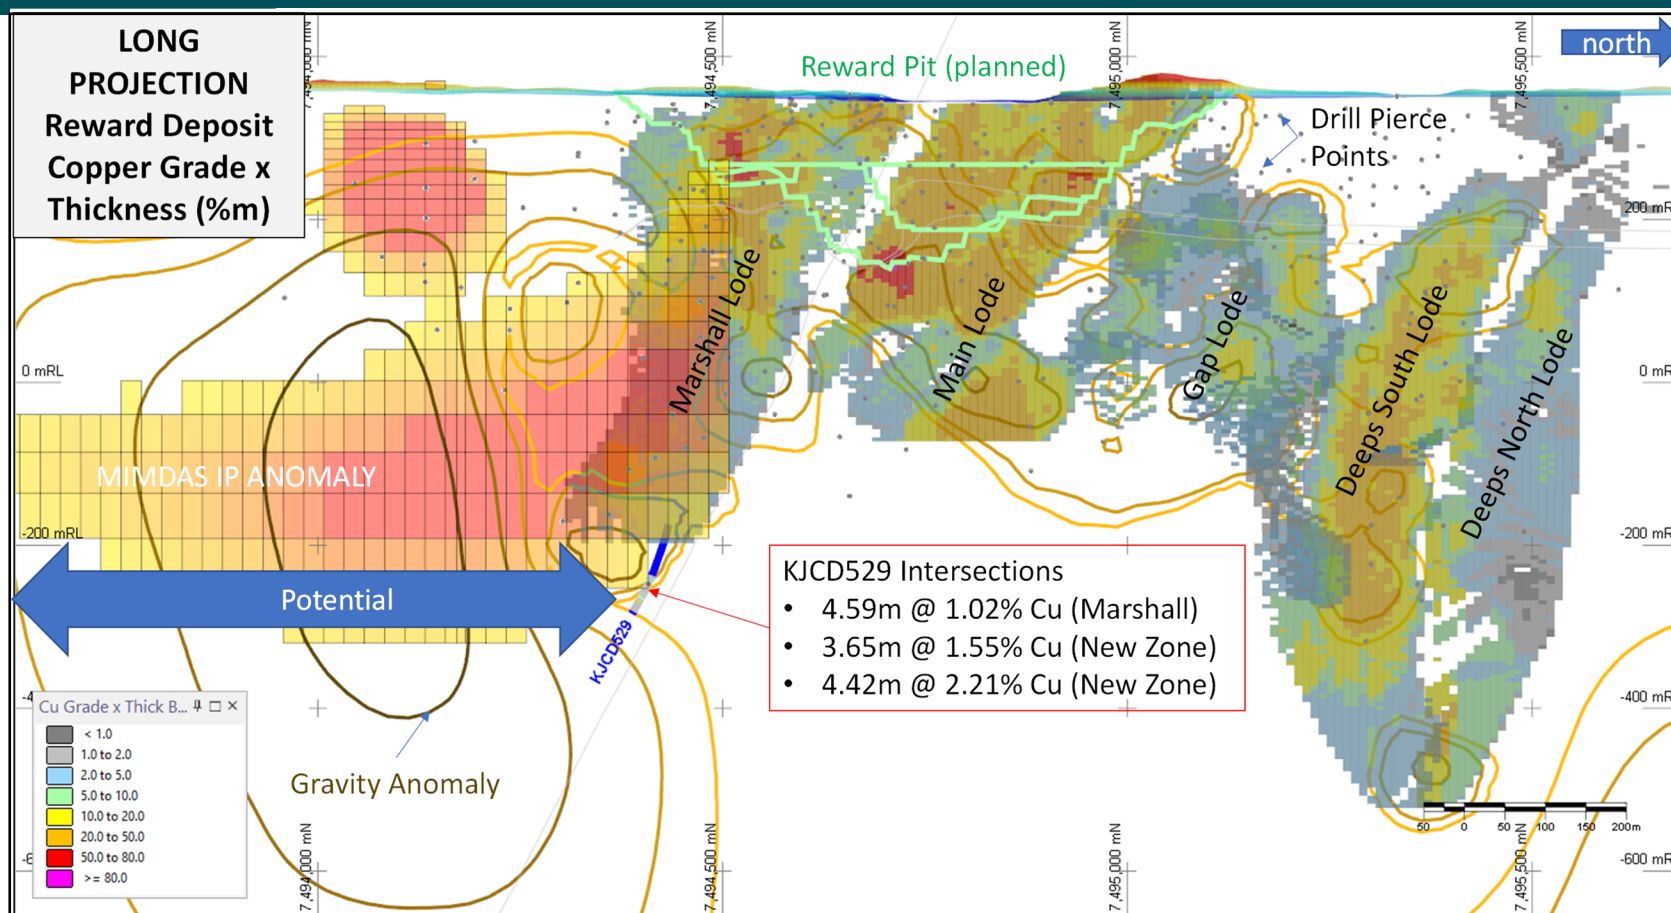 LONG
PROJECTION
Reward Deposit
Copper Grade x
Thickness (%m)
7,494,500 mN
7,495,000 mN
7,495,500 mN
north
Reward Pit (planned)
Drill Pierce
Points
200 mRL
Marshall Lode
Main Lode
Gap Lode
Deeps South Lode
Deeps North Lode
0 mRL
MIMDAS IP ANOMALY
-200 mRL
-200 mR
Potential
KJCD529
KJCD529 Intersections
• 4.59m @ 1.02% Cu (Marshall)
• 3.65m @ 1.55% Cu (New Zone)
• 4.42m @ 2.21% Cu (New Zone)
-400 mR
Gravity Anomaly
Cu Grade x Thick B...
< 1.0
1.0 to 2.0
2.0 to 5.0
5.0 to 10.0
10.0 to 20.0
20.0 to 50.0
50.0 to 80.0
>= 80.0
50 0 50 100 150 200m
-600 mR
7,494,000 mN
7,494,500 mN
7,495,000 mN
7,495,500 mN